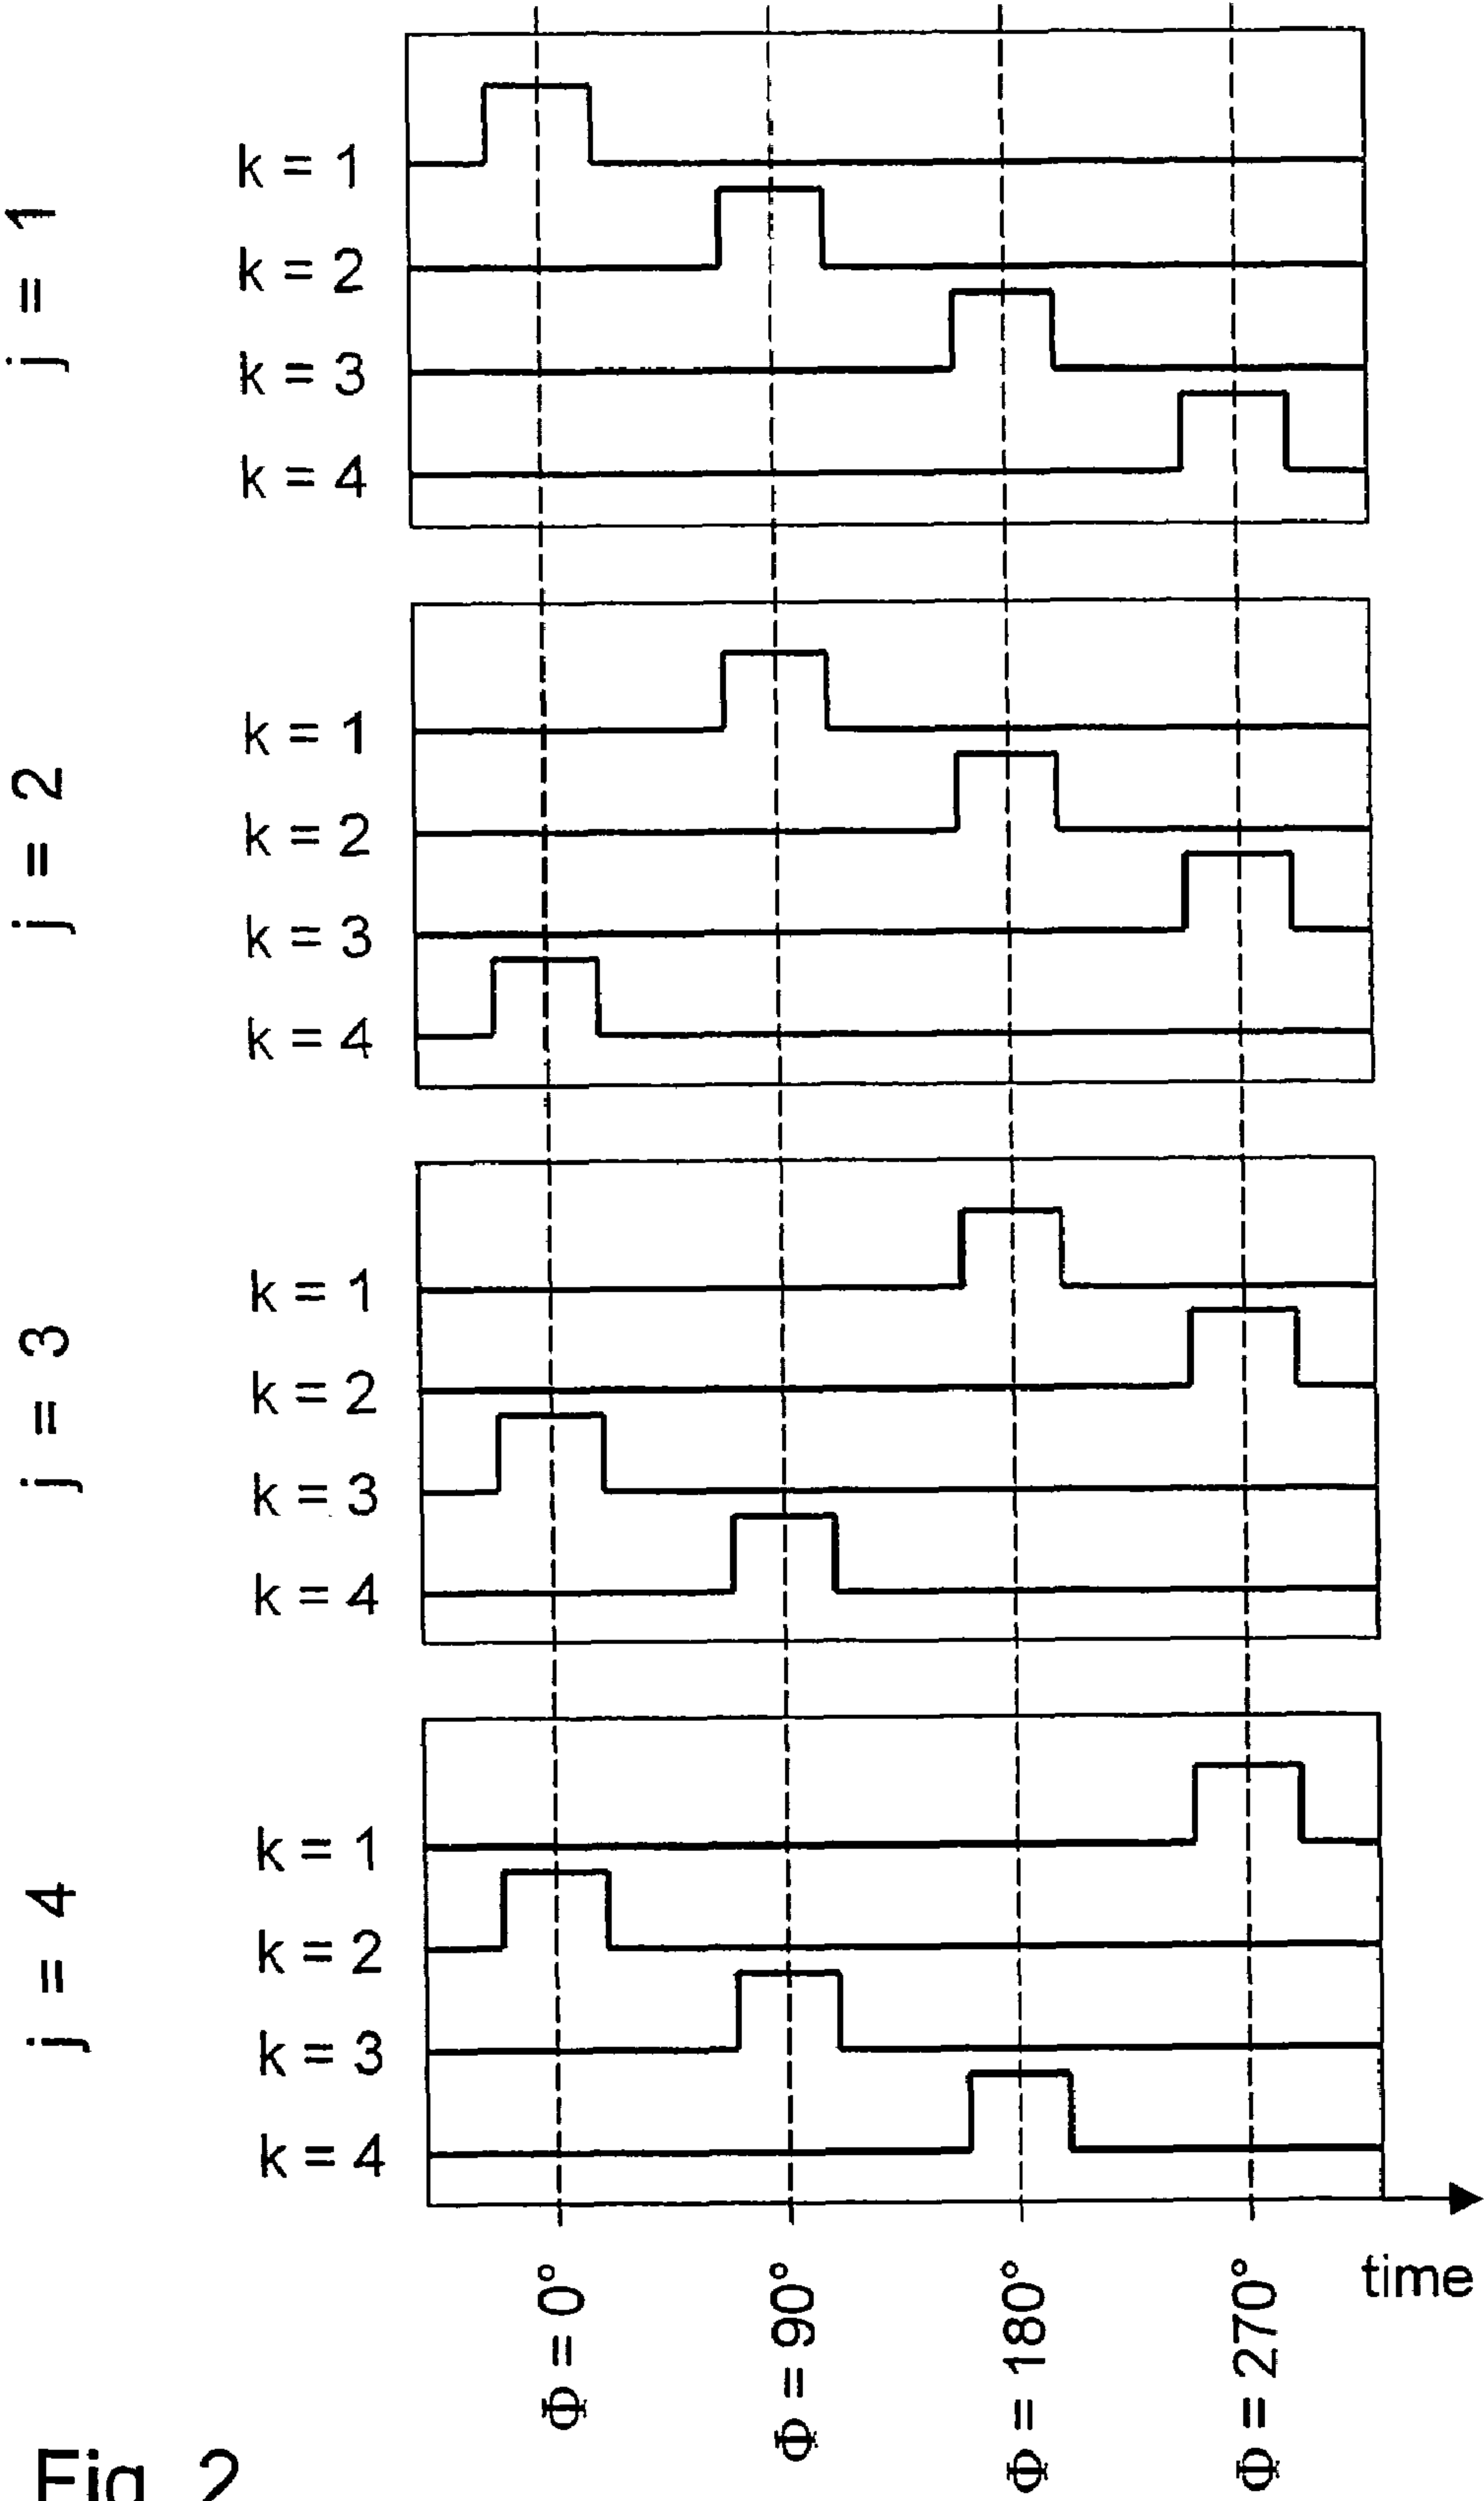 j = 1
k = 1
k = 2
k = 3
k = 4
j = 2
k = 1
k = 2
k = 3
k = 4
j = 3
k = 1
k = 2
k = 3
k = 4
j = 4
k = 1
k = 2
k = 3
k = 4
time
Φ = 0°
Φ = 90°
Φ = 180°
Φ = 270°
Fig. 2